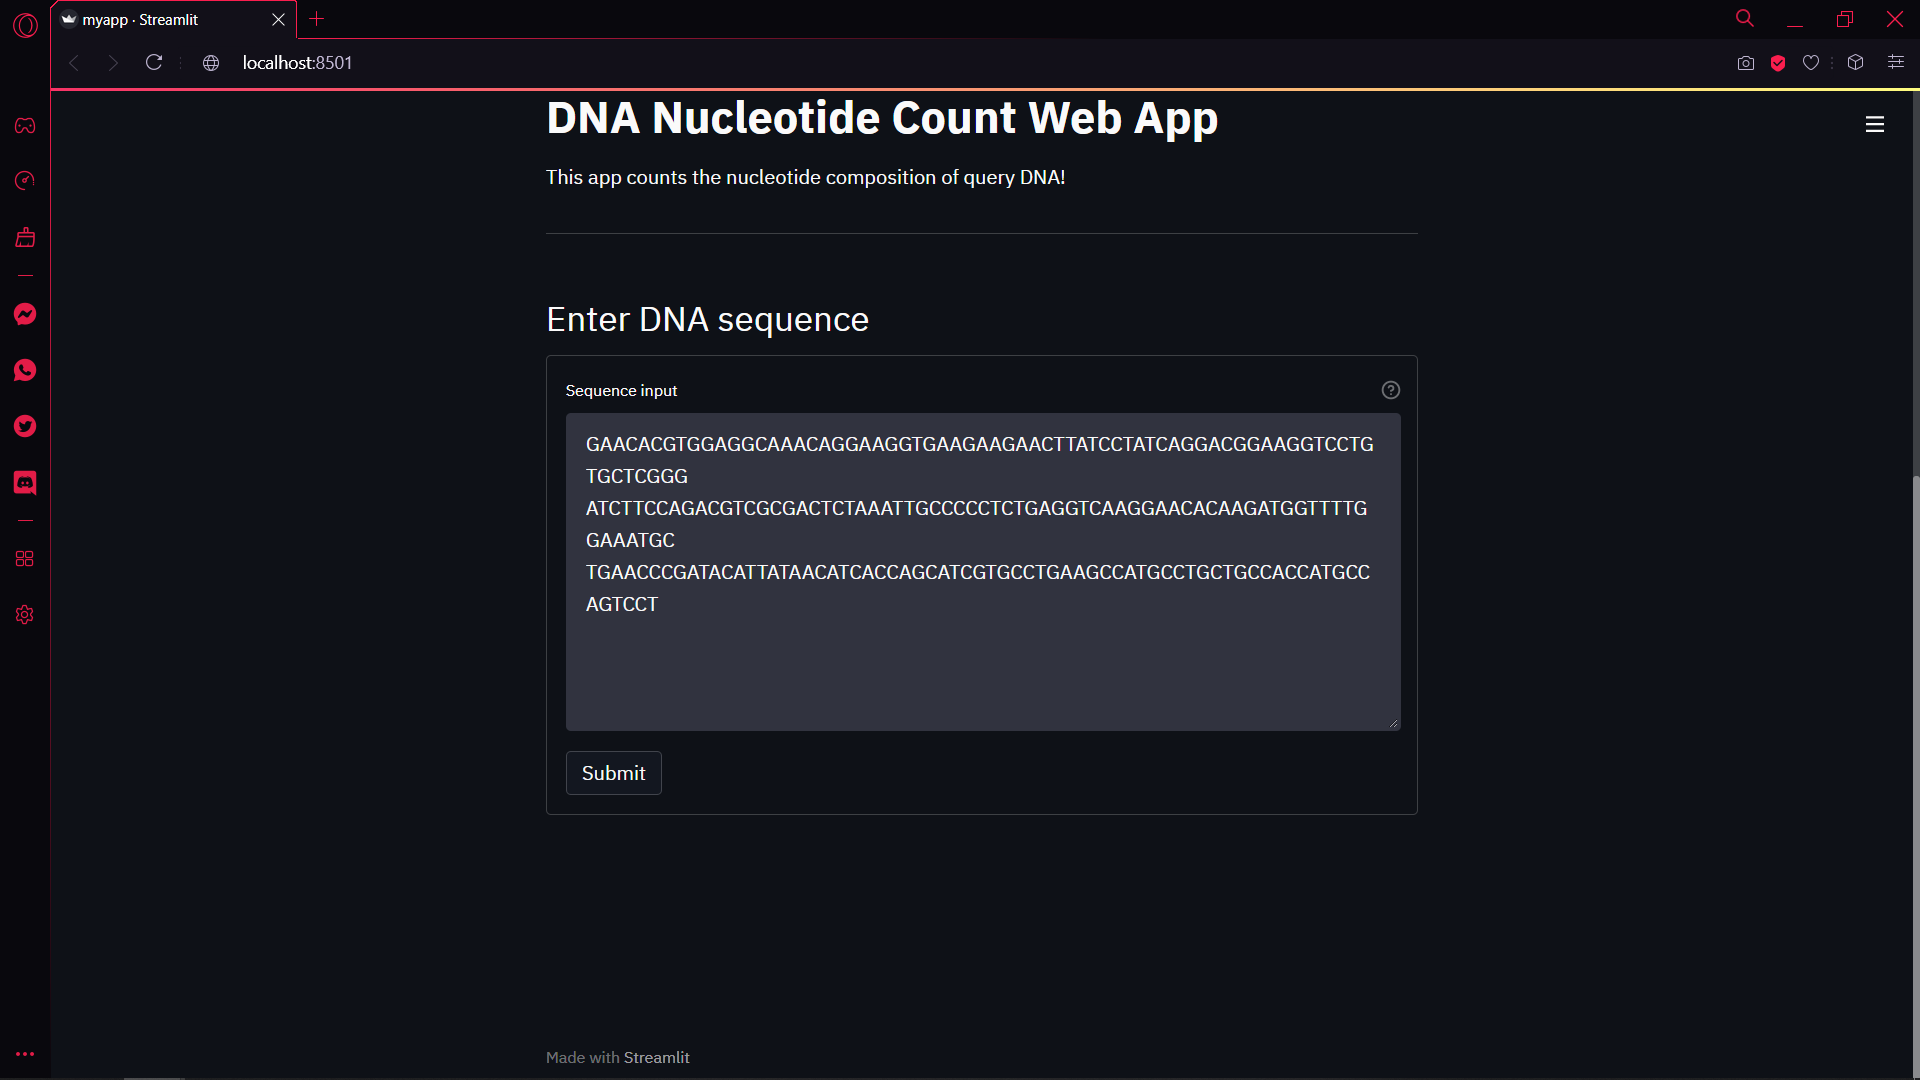 myapp · Streamlit
localhost:8501
DNA Nucleotide Count Web App
This app counts the nucleotide composition of query DNA!
Enter DNA sequence
Sequence input
GAACACGTGGAGGCAAACAGGAAGGTGAAGAAGAACTTATCCTATCAGGACGGAAGGTCCTG
TGCTCGGG
ATCTTCCAGACGTCGCGACTCTAAATTGCCCCCTCTGAGGTCAAGGAACACAAGATGGTTTTG
GAAATGC
TGAACCCGATACATTATAACATCACCAGCATCGTGCCTGAAGCCATGCCTGCTGCCACCATGCC
AGTCCT
Submit
Made with Streamlit